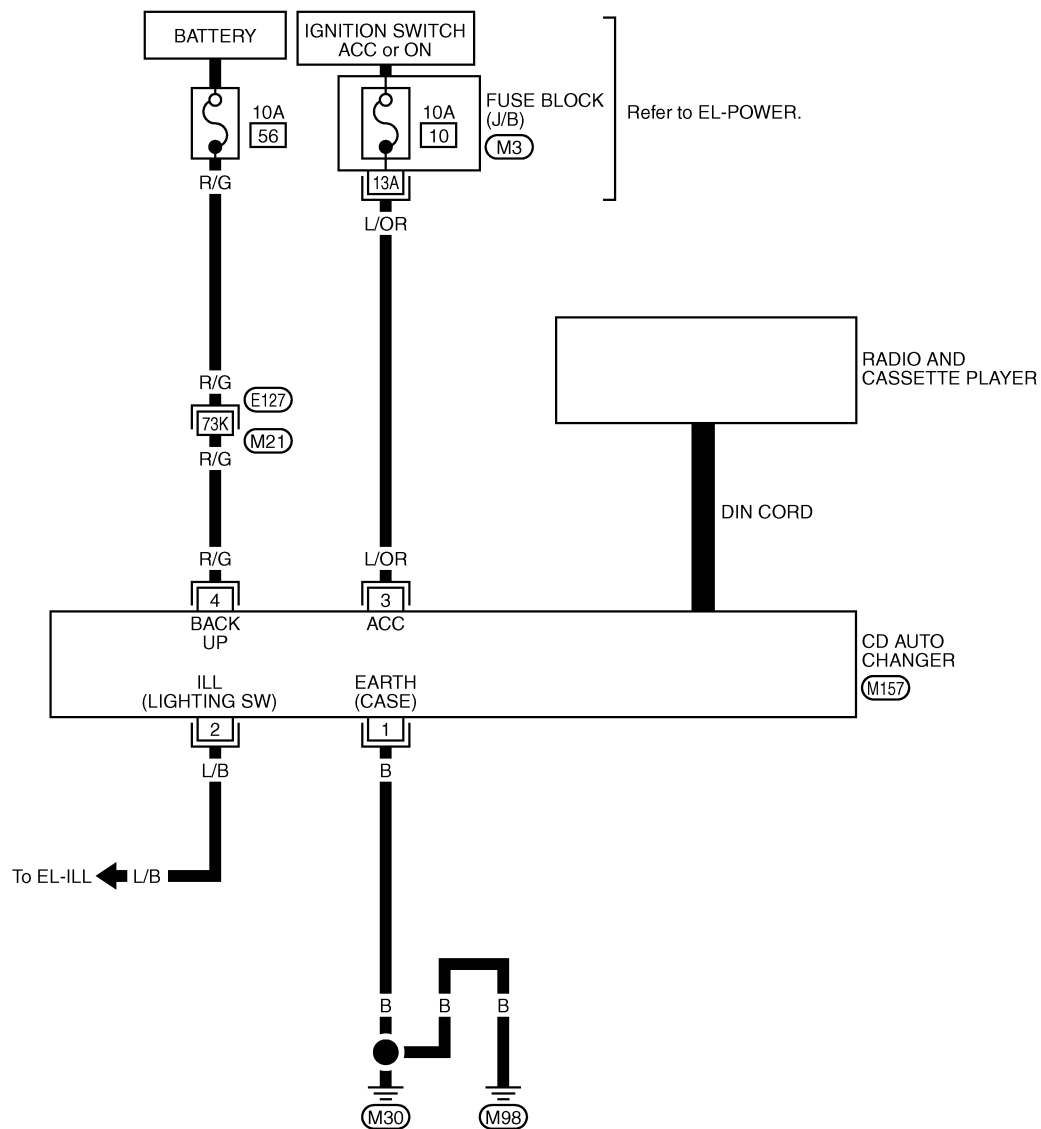 BATTERY
IGNITION SWITCH
ACC or ON
10A
56
10A
10
FUSE BLOCK
(J/B)
M3
Refer to EL-POWER.
R/G
13A
L/OR
R/G
E127
73K
M21
R/G
RADIO AND
CASSETTE PLAYER
DIN CORD
R/G
L/OR
4
3
BACK
UP
ACC
CD AUTO
CHANGER
M157
ILL
(LIGHTING SW)
EARTH
(CASE)
2
1
L/B
B
To EL-ILL
L/B
B
B
B
M30
M98